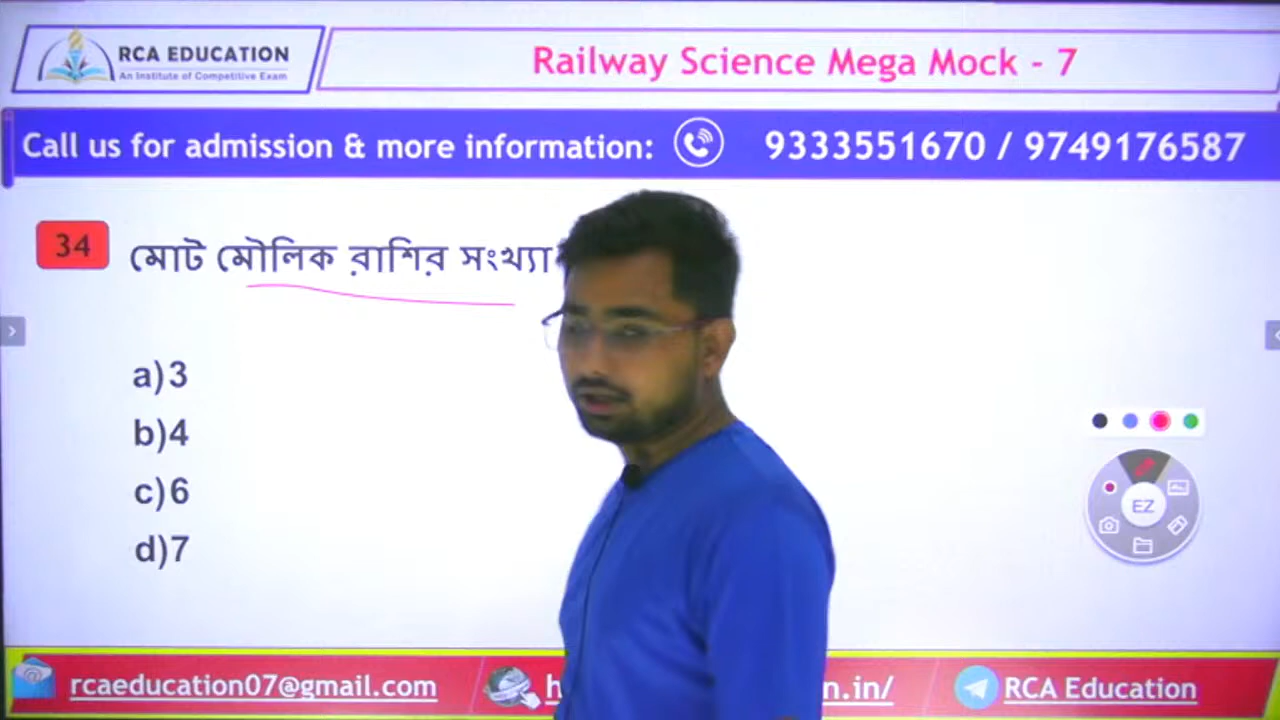 RCA EDUCATION
An Institute of Competitive Exam
Railway Science Mega Mock - 7
Call us for admission & more information: 9333551670 / 9749176587
34 মোট মৌলিক রাশির সংখ্যা
a)3
b)4
c)6
d)7
EZ
rcaeducation07@gmail.com
RCA Education